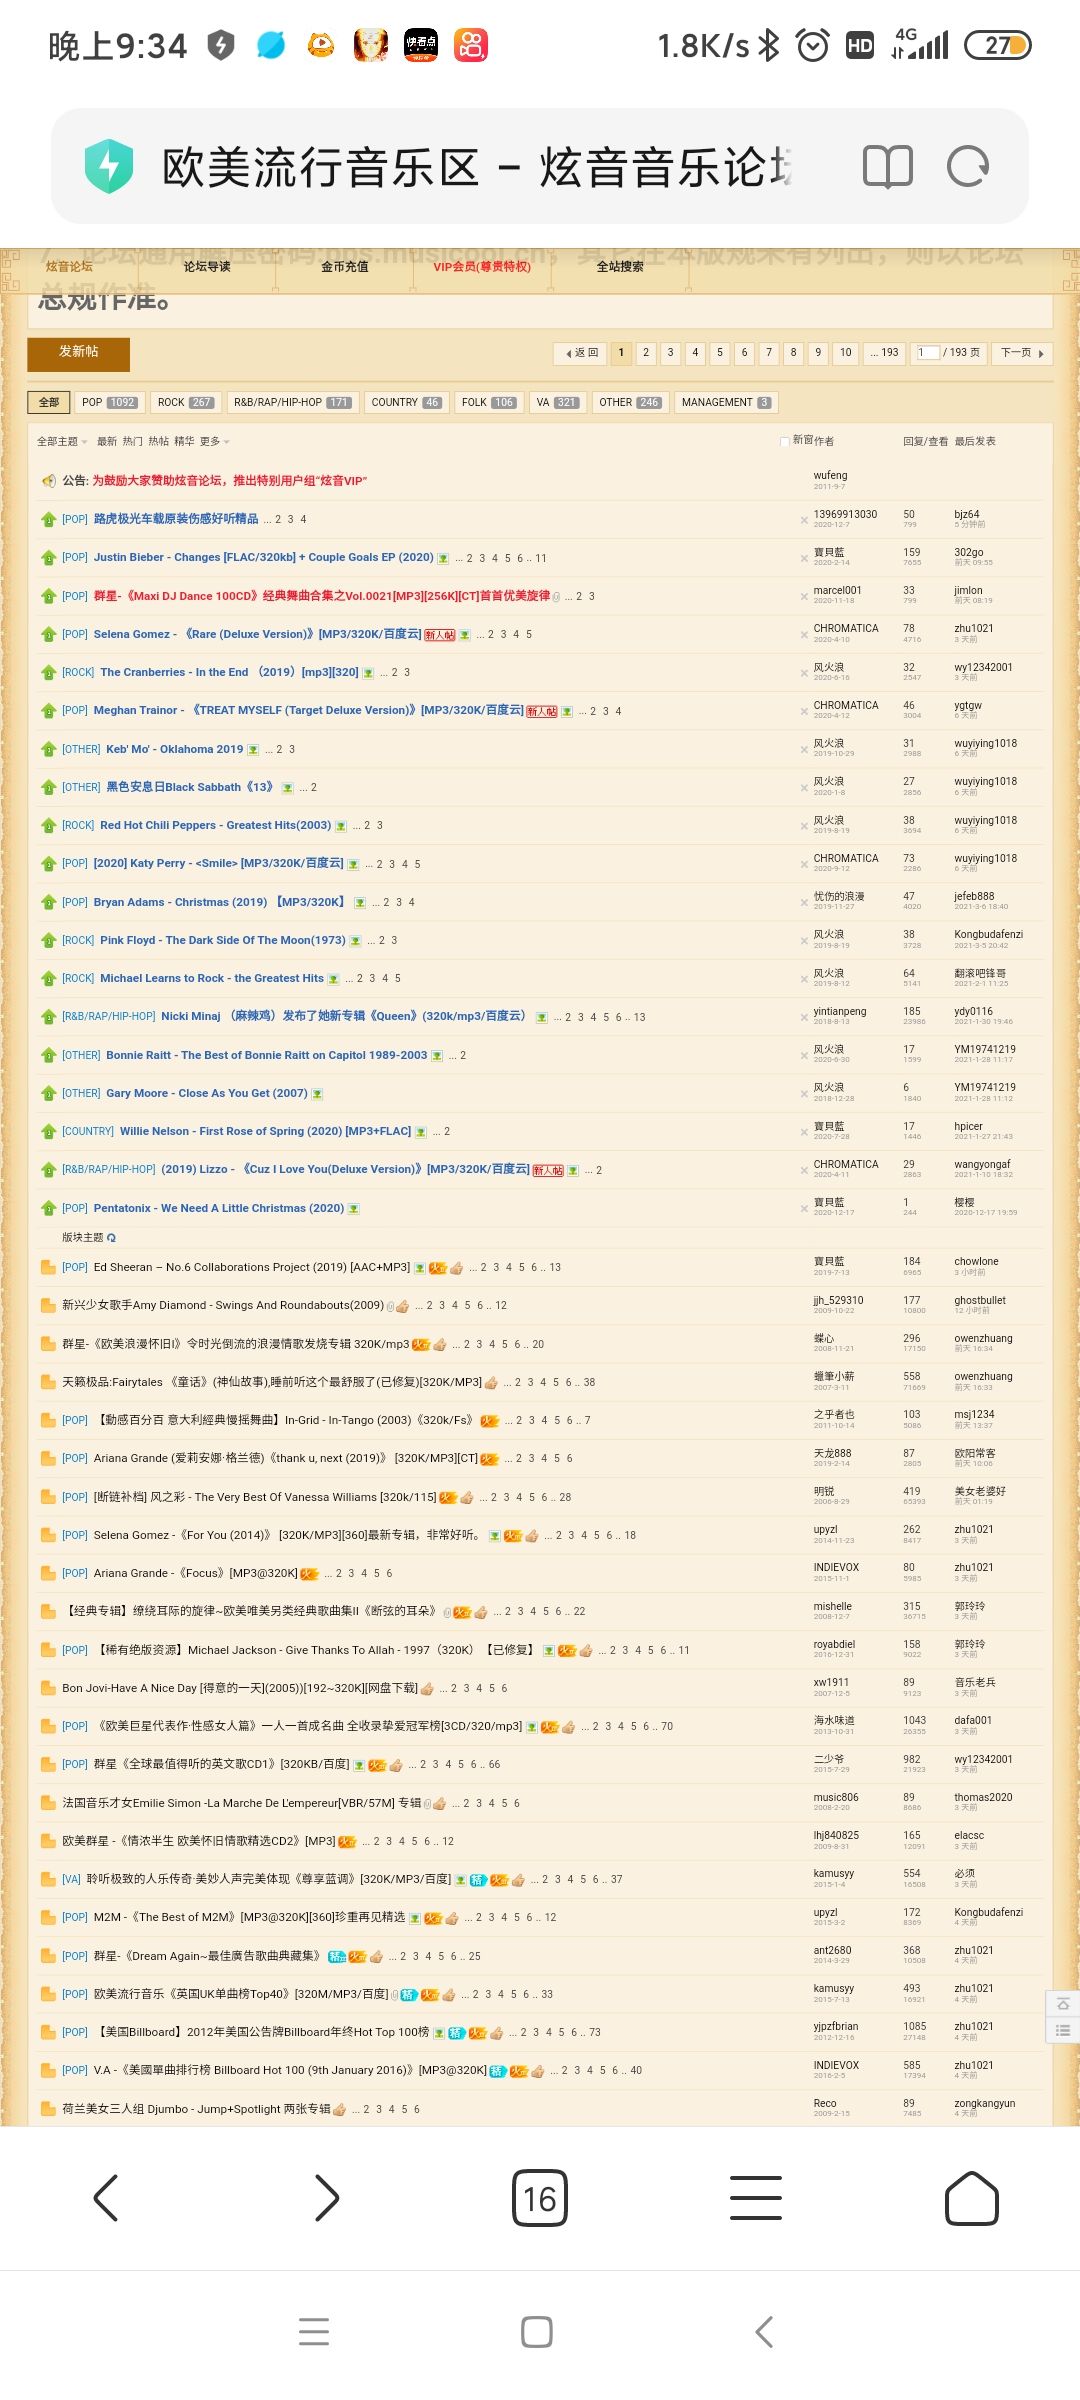 晚上9:34 1.8K/s HD 4G 27
欧美流行音乐区 – 炫音音乐论坛
炫音论坛 论坛导读 金币充值 VIP会员(尊贵特权) 全站搜索
总规作准。
发新帖 返回 1 2 3 4 5 6 7 8 9 10 ... 193 1 / 193 页 下一页
全部 POP 1092 ROCK 267 R&B/RAP/HIP-HOP 171 COUNTRY 46 FOLK 106 VA 321 OTHER 246 MANAGEMENT 3
全部主题 最新 热门 热帖 精华 更多 新窗 作者 回复/查看 最后发表
公告: 为鼓励大家赞助炫音论坛，推出特别用户组“炫音VIP” wufeng
2011-9-7
[POP] 路虎极光车载原装伤感好听精品 ... 2 3 4 13969913030 50 bjz64
2020-12-7 799 5 分钟前
[POP] Justin Bieber - Changes [FLAC/320kb] + Couple Goals EP (2020) ... 2 3 4 5 6 .. 11 寶貝藍 159 302go
2020-2-14 7655 前天 09:55
[POP] 群星-《Maxi DJ Dance 100CD》经典舞曲合集之Vol.0021[MP3][256K][CT]首首优美旋律 ... 2 3 marcel001 33 jimlon
2020-11-18 799 前天 08:19
[POP] Selena Gomez - 《Rare (Deluxe Version)》[MP3/320K/百度云] 新人帖 ... 2 3 4 5 CHROMATICA 78 zhu1021
2020-4-10 4716 3 天前
[ROCK] The Cranberries - In the End （2019）[mp3][320] ... 2 3 风火浪 32 wy12342001
2020-6-16 2547 3 天前
[POP] Meghan Trainor - 《TREAT MYSELF (Target Deluxe Version)》[MP3/320K/百度云] 新人帖 ... 2 3 4 CHROMATICA 46 ygtgw
2020-4-12 3004 6 天前
[OTHER] Keb' Mo' - Oklahoma 2019 ... 2 3 风火浪 31 wuyiying1018
2019-10-29 2988 6 天前
[OTHER] 黑色安息日Black Sabbath《13》 ... 2 风火浪 27 wuyiying1018
2020-1-8 2856 6 天前
[ROCK] Red Hot Chili Peppers - Greatest Hits(2003) ... 2 3 风火浪 38 wuyiying1018
2019-8-19 3694 6 天前
[POP] [2020] Katy Perry - <Smile> [MP3/320K/百度云] ... 2 3 4 5 CHROMATICA 73 wuyiying1018
2020-9-12 2286 6 天前
[POP] Bryan Adams - Christmas (2019) 【MP3/320K】 ... 2 3 4 忧伤的浪漫 47 jefeb888
2019-11-27 4020 2021-3-6 18:40
[ROCK] Pink Floyd - The Dark Side Of The Moon(1973) ... 2 3 风火浪 38 Kongbudafenzi
2019-8-19 3728 2021-3-5 20:42
[ROCK] Michael Learns to Rock - the Greatest Hits ... 2 3 4 5 风火浪 64 翻滚吧锋哥
2019-8-12 5141 2021-2-1 11:25
[R&B/RAP/HIP-HOP] Nicki Minaj （麻辣鸡）发布了她新专辑《Queen》(320k/mp3/百度云） ... 2 3 4 5 6 .. 13 yintianpeng 185 ydy0116
2018-8-13 23986 2021-1-30 19:46
[OTHER] Bonnie Raitt - The Best of Bonnie Raitt on Capitol 1989-2003 ... 2 风火浪 17 YM19741219
2020-6-30 1599 2021-1-28 11:17
[OTHER] Gary Moore - Close As You Get (2007) 风火浪 6 YM19741219
2018-12-28 1840 2021-1-28 11:12
[COUNTRY] Willie Nelson - First Rose of Spring (2020) [MP3+FLAC] ... 2 寶貝藍 17 hpicer
2020-7-28 1446 2021-1-27 21:43
[R&B/RAP/HIP-HOP] (2019) Lizzo - 《Cuz I Love You(Deluxe Version)》[MP3/320K/百度云] 新人帖 ... 2 CHROMATICA 29 wangyongaf
2020-4-11 2863 2021-1-10 18:32
[POP] Pentatonix - We Need A Little Christmas (2020) 寶貝藍 1 樱樱
2020-12-17 244 2020-12-17 19:59
版块主题
[POP] Ed Sheeran – No.6 Collaborations Project (2019) [AAC+MP3] 火 ... 2 3 4 5 6 .. 13 寶貝藍 184 chowlone
2019-7-13 6965 3 小时前
新兴少女歌手Amy Diamond - Swings And Roundabouts(2009) ... 2 3 4 5 6 .. 12 jjh_529310 177 ghostbullet
2009-10-22 10800 12 小时前
群星-《欧美浪漫怀旧I》令时光倒流的浪漫情歌发烧专辑 320K/mp3 火 ... 2 3 4 5 6 .. 20 蝶心 296 owenzhuang
2008-11-21 17150 前天 16:34
天籁极品:Fairytales 《童话》(神仙故事),睡前听这个最舒服了(已修复)[320K/MP3] ... 2 3 4 5 6 .. 38 蠟筆小薪 558 owenzhuang
2007-3-11 71669 前天 16:33
[POP] 【動感百分百 意大利經典慢摇舞曲】In-Grid - In-Tango (2003)《320k/Fs》 火 ... 2 3 4 5 6 .. 7 之乎者也 103 msj1234
2011-10-14 5086 前天 13:37
[POP] Ariana Grande (爱莉安娜·格兰德)《thank u, next (2019)》 [320K/MP3][CT] 火 ... 2 3 4 5 6 天龙888 87 欧阳常客
2019-2-14 2805 前天 10:06
[POP] [断链补档] 风之彩 - The Very Best Of Vanessa Williams [320k/115] 火 ... 2 3 4 5 6 .. 28 明锐 419 美女老婆好
2006-8-29 65393 前天 01:19
[POP] Selena Gomez -《For You (2014)》 [320K/MP3][360]最新专辑，非常好听。 火 ... 2 3 4 5 6 .. 18 upyzl 262 zhu1021
2014-11-23 8417 3 天前
[POP] Ariana Grande -《Focus》[MP3@320K] 火 ... 2 3 4 5 6 INDIEVOX 80 zhu1021
2015-11-1 5985 3 天前
【经典专辑】缭绕耳际的旋律~欧美唯美另类经典歌曲集II《断弦的耳朵》 火 ... 2 3 4 5 6 .. 22 mishelle 315 郭玲玲
2008-12-7 36715 3 天前
[POP] 【稀有绝版资源】Michael Jackson - Give Thanks To Allah - 1997（320K）【已修复】 火 ... 2 3 4 5 6 .. 11 royabdiel 158 郭玲玲
2016-12-31 9022 3 天前
Bon Jovi-Have A Nice Day [得意的一天](2005))[192~320K][网盘下载] ... 2 3 4 5 6 xw1911 89 音乐老兵
2007-12-5 9123 3 天前
[POP] 《欧美巨星代表作·性感女人篇》一人一首成名曲 全收录挚爱冠军榜[3CD/320/mp3] 火 ... 2 3 4 5 6 .. 70 海水味道 1043 dafa001
2013-10-31 26355 3 天前
[POP] 群星《全球最值得听的英文歌CD1》[320KB/百度] 火 ... 2 3 4 5 6 .. 66 二少爷 982 wy12342001
2015-7-29 21923 3 天前
法国音乐才女Emilie Simon -La Marche De L'empereur[VBR/57M] 专辑 ... 2 3 4 5 6 music806 89 thomas2020
2008-2-20 8686 3 天前
欧美群星 -《情浓半生 欧美怀旧情歌精选CD2》[MP3] 火 ... 2 3 4 5 6 .. 12 lhj840825 165 elacsc
2009-8-31 12091 3 天前
[VA] 聆听极致的人乐传奇·美妙人声完美体现《尊享蓝调》[320K/MP3/百度] 精 火 ... 2 3 4 5 6 .. 37 kamusyy 554 必须
2015-1-4 16508 3 天前
[POP] M2M -《The Best of M2M》[MP3@320K][360]珍重再见精选 火 ... 2 3 4 5 6 .. 12 upyzl 172 Kongbudafenzi
2015-3-2 8369 4 天前
[POP] 群星-《Dream Again~最佳廣告歌曲典藏集》 精 火 ... 2 3 4 5 6 .. 25 ant2680 368 zhu1021
2014-3-29 10508 4 天前
[POP] 欧美流行音乐《英国UK单曲榜Top40》[320M/MP3/百度] 精 火 ... 2 3 4 5 6 .. 33 kamusyy 493 zhu1021
2015-7-13 16921 4 天前
[POP] 【美国Billboard】2012年美国公告牌Billboard年终Hot Top 100榜 精 火 ... 2 3 4 5 6 .. 73 yjpzfbrian 1085 zhu1021
2012-12-16 27148 4 天前
[POP] V.A -《美國單曲排行榜 Billboard Hot 100 (9th January 2016)》[MP3@320K] 精 火 ... 2 3 4 5 6 .. 40 INDIEVOX 585 zhu1021
2016-2-5 17394 4 天前
荷兰美女三人组 Djumbo - Jump+Spotlight 两张专辑 ... 2 3 4 5 6 Reco 89 zongkangyun
2009-2-15 7485 4 天前
16